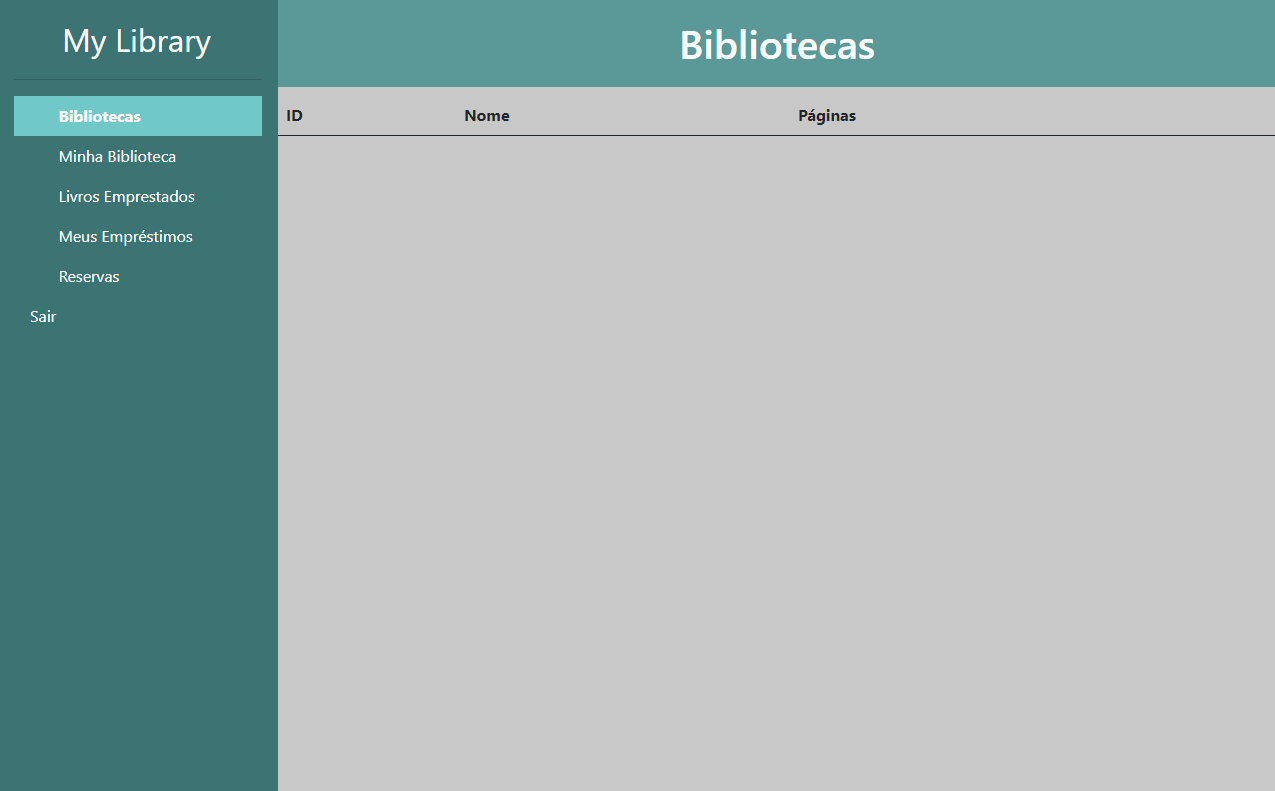 My Library
Bibliotecas
Minha Biblioteca
Livros Emprestados
Meus Empréstimos
Reservas
Sair
Bibliotecas
ID Nome Páginas